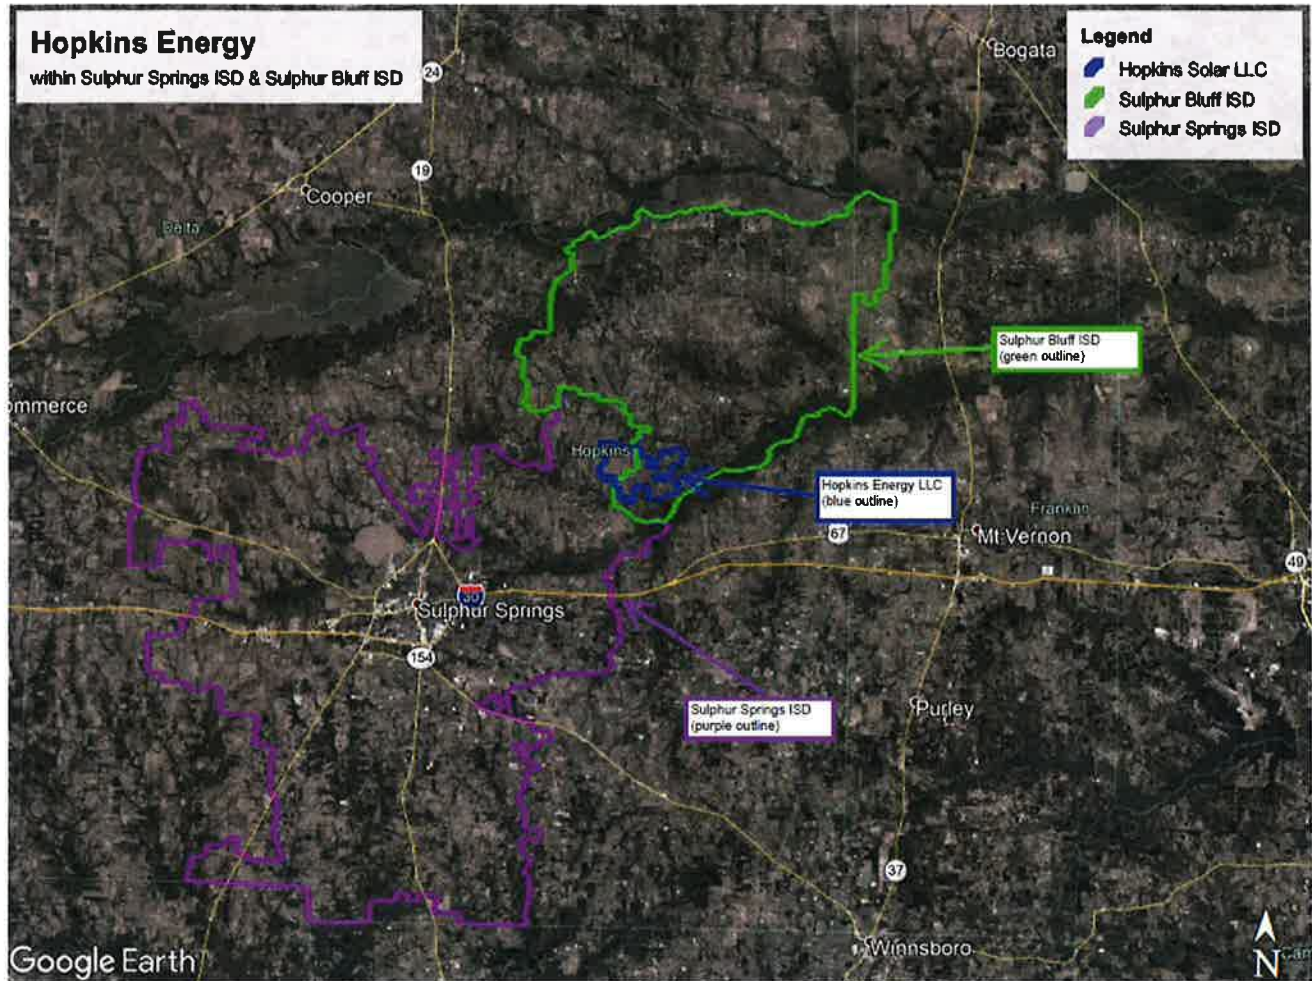 Hopkins Energy
within Sulphur Springs ISD & Sulphur Bluff ISD
Legend
Hopkins Solar LLC
Sulphur Bluff ISD
Sulphur Springs ISD
Bogata
24
19
Cooper
Delta
Sulphur Bluff ISD
(green outline)
ommerce
Hopkins
Hopkins Energy LLC
(blue outline)
Franklin
67
Mt Vernon
49
30
Sulphur Springs
154
Sulphur Springs ISD
(purple outline)
Purley
37
Winnsboro
Google Earth
N
Cam